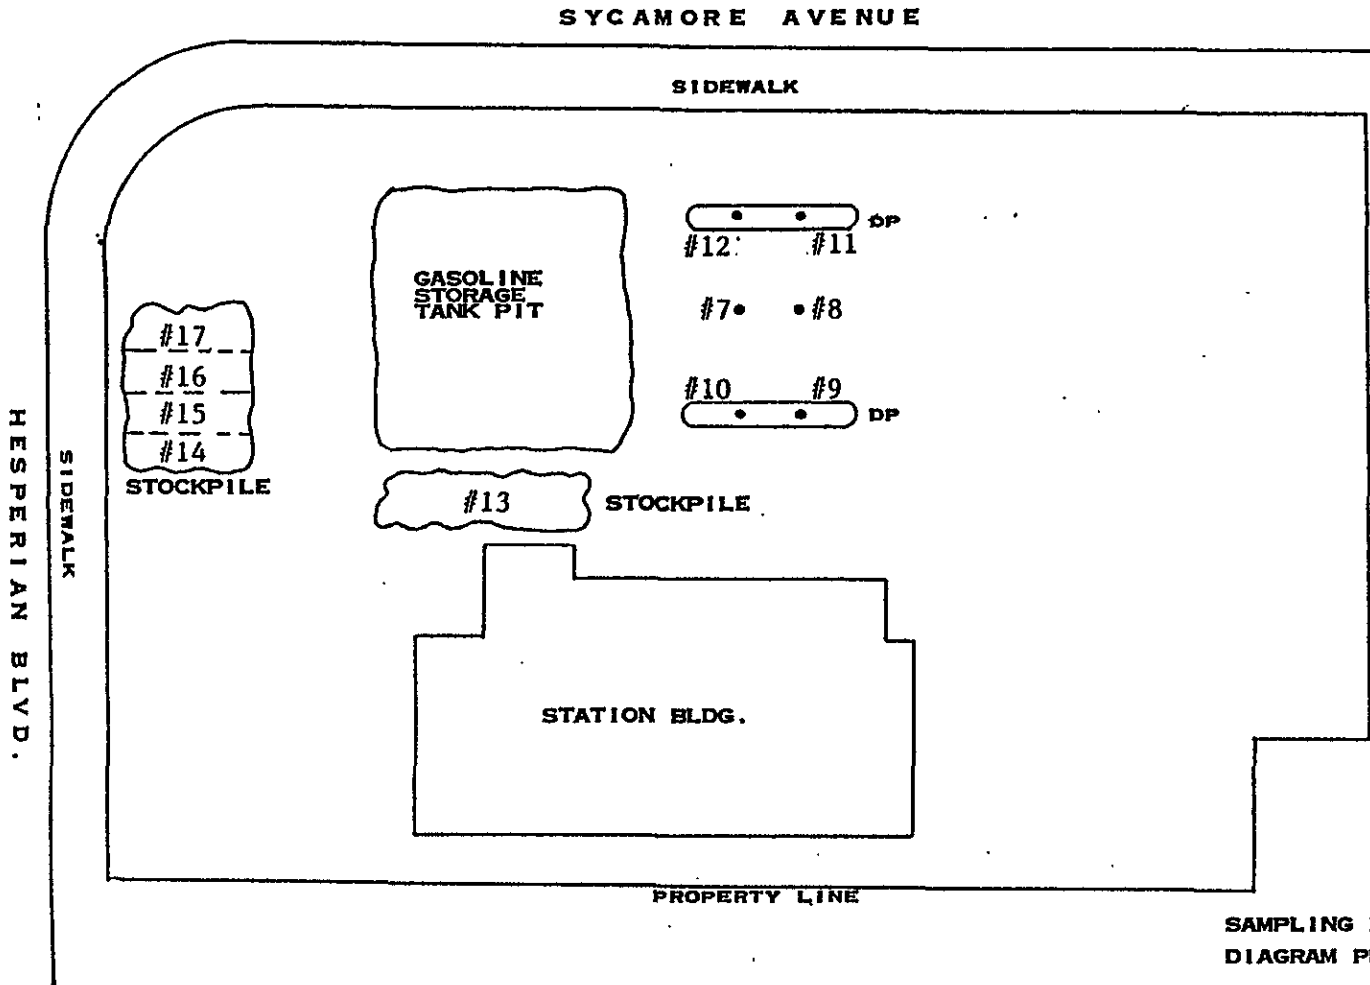 SYCAMORE AVENUE
SIDEWALK
DP
#12 #11
GASOLINE
STORAGE
TANK PIT
#7 #8
#17
#16
#15
#14
STOCKPILE
#10 #9
DP
#13
STOCKPILE
HESPERIAN BLVD.
SIDEWALK
STATION BLDG.
PROPERTY LINE
SAMPLING
DIAGRAM